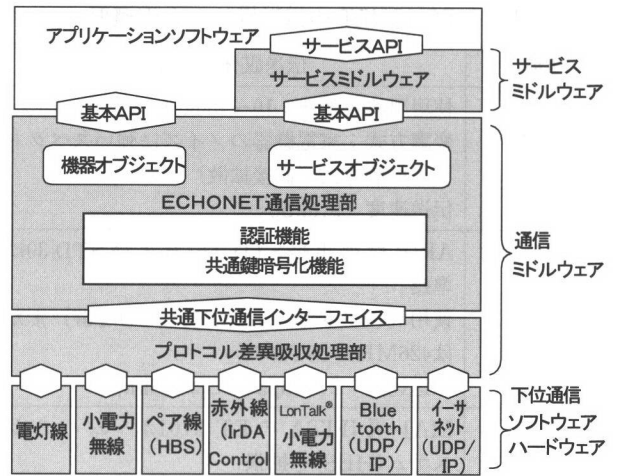 アプリケーションソフトウェア
サービスAPI
サービスミドルウェア
サービス
ミドルウェア
基本API
基本API
機器オブジェクト
サービスオブジェクト
ECHONET通信処理部
認証機能
共通鍵暗号化機能
通信
ミドルウェア
共通下位通信インターフェイス
プロトコル差異吸収処理部
電灯線
小電力
無線
ペア線
(HBS)
赤外線
(IrDA
Control
LonTalk®
小電力
無線
Blue
tooth
(UDP/
IP)
イーサ
ネット
(UDP/
IP)
下位通信
ソフトウェア
ハードウェア